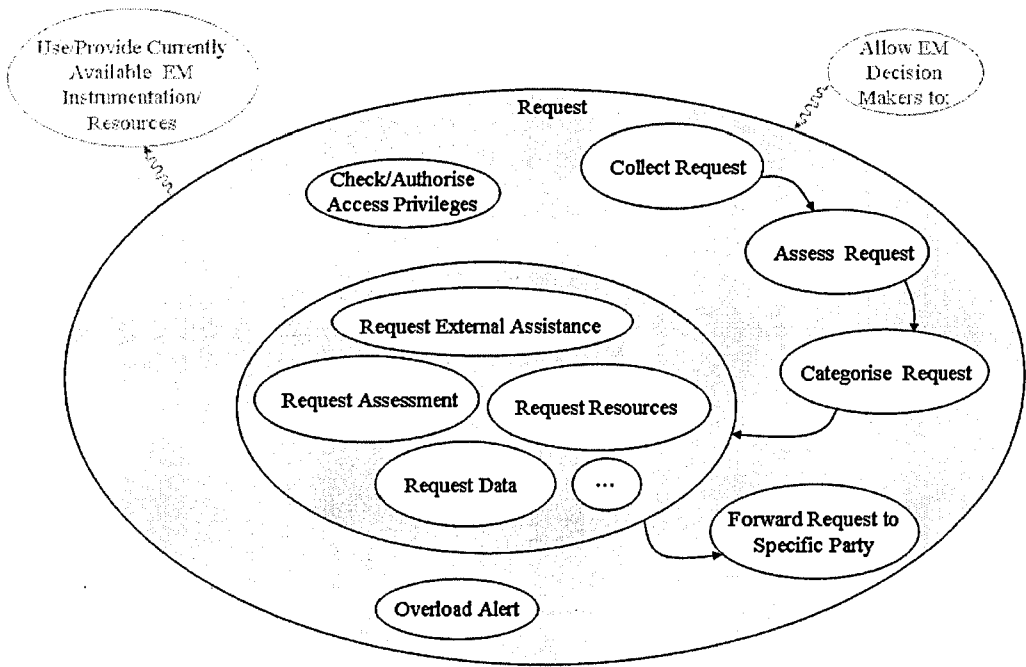 Use/Provide Currently
Available EM
Instrumentation/
Resources
Allow EM
Decision
Makers to:
Request
Check/Authorise
Access Privileges
Collect Request
Assess Request
Request External Assistance
Categorise Request
Request Assessment
Request Resources
Request Data
...
Forward Request to
Specific Party
Overload Alert